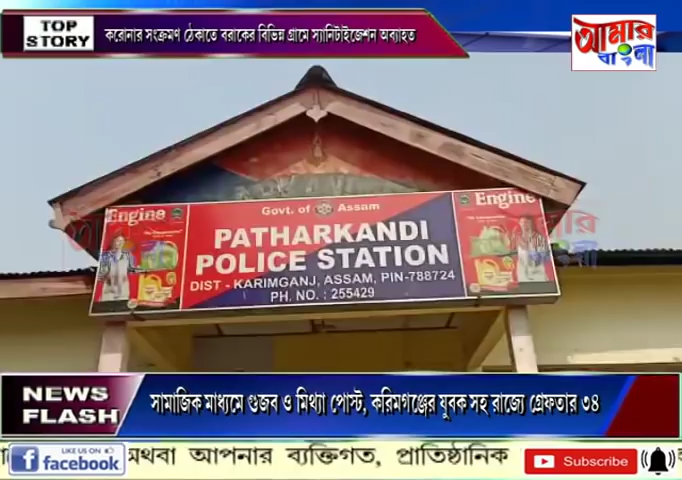 TOP STORY
করোনার সংক্রমণ ঠেকাতে বরাকের বিভিন্ন গ্রামে স্যানিটাইজেশন অব্যাহত
আমার বাংলা
Engine
Govt. of Assam
Engine
PATHARKANDI
POLICE STATION
DIST - KARIMGANJ, ASSAM, PIN-788724
PH. NO. : 255429
NEWS FLASH
সামাজিক মাধ্যমে গুজব ও মিথ্যা পোস্ট, করিমগঞ্জের যুবক সহ রাজ্যে গ্রেফতার ৩৪
LIKE US ON
facebook
অথবা আপনার ব্যক্তিগত, প্রাতিষ্ঠানিক
Subscribe